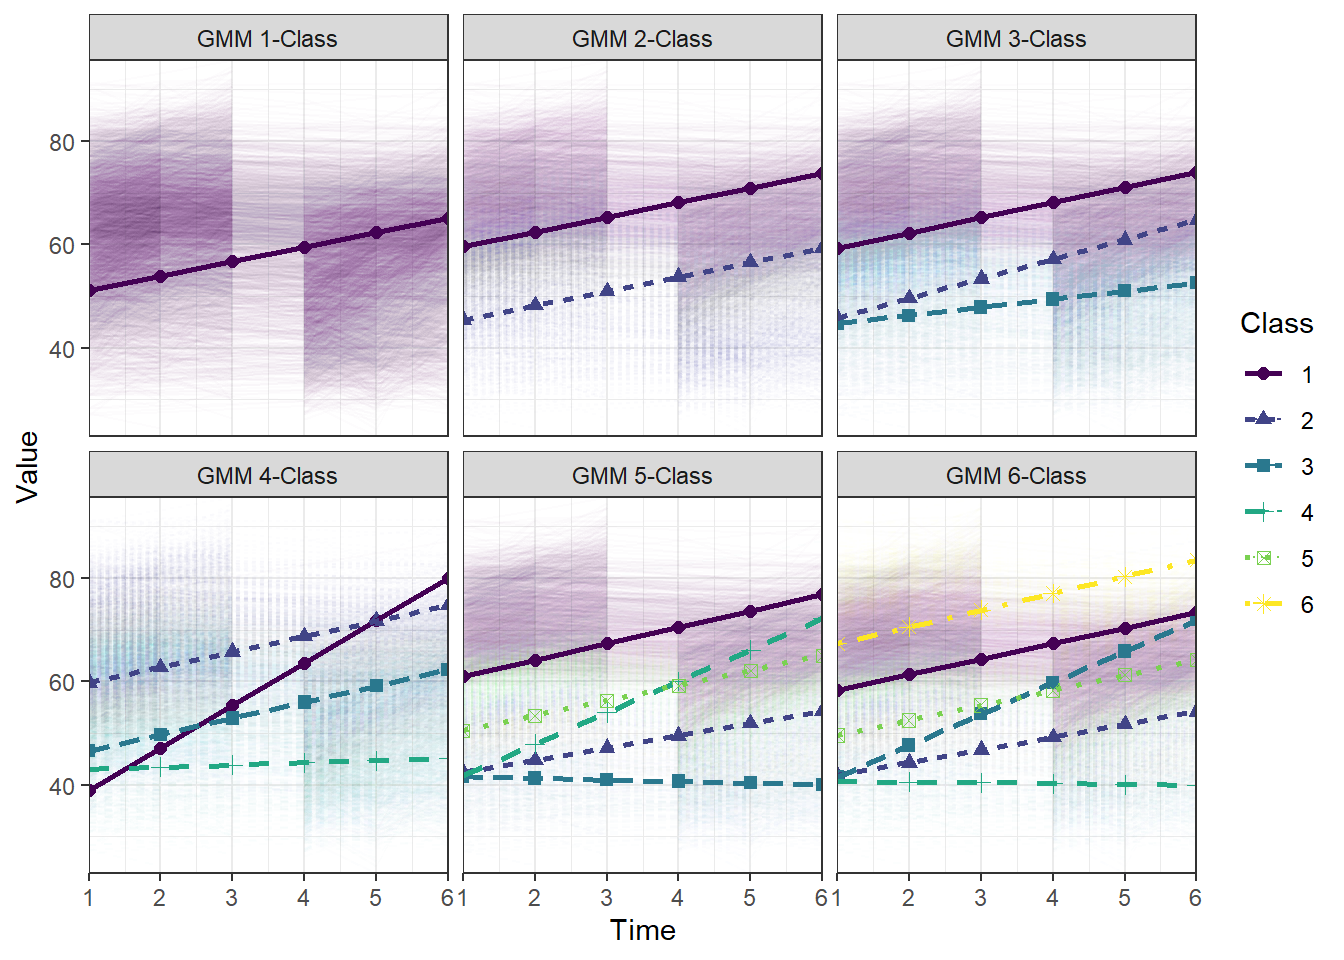 GMM 1-Class GMM 2-Class GMM 3-Class
80
60
40
GMM 4-Class GMM 5-Class GMM 6-Class
80
60
40
1 2 3 4 5 6 1 2 3 4 5 6 1 2 3 4 5 6
Time
Value
Class
1
2
3
4
5
6